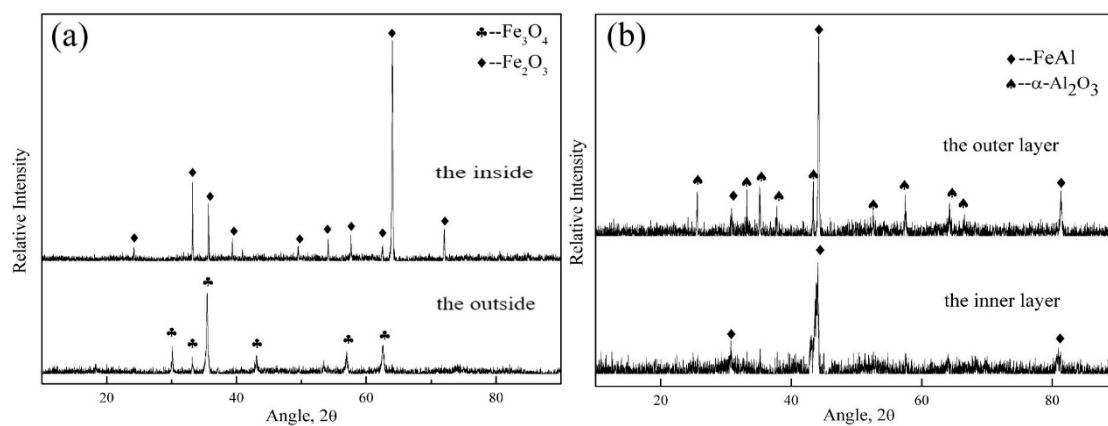 (a)
♣--Fe₃O₄
♦--Fe₂O₃
the inside
the outside
Relative Intensity
20 40 60 80
Angle, 2θ
(b)
♦--FeAl
♠--α-Al₂O₃
the outer layer
the inner layer
Relative Intensity
20 40 60 80
Angle, 2θ